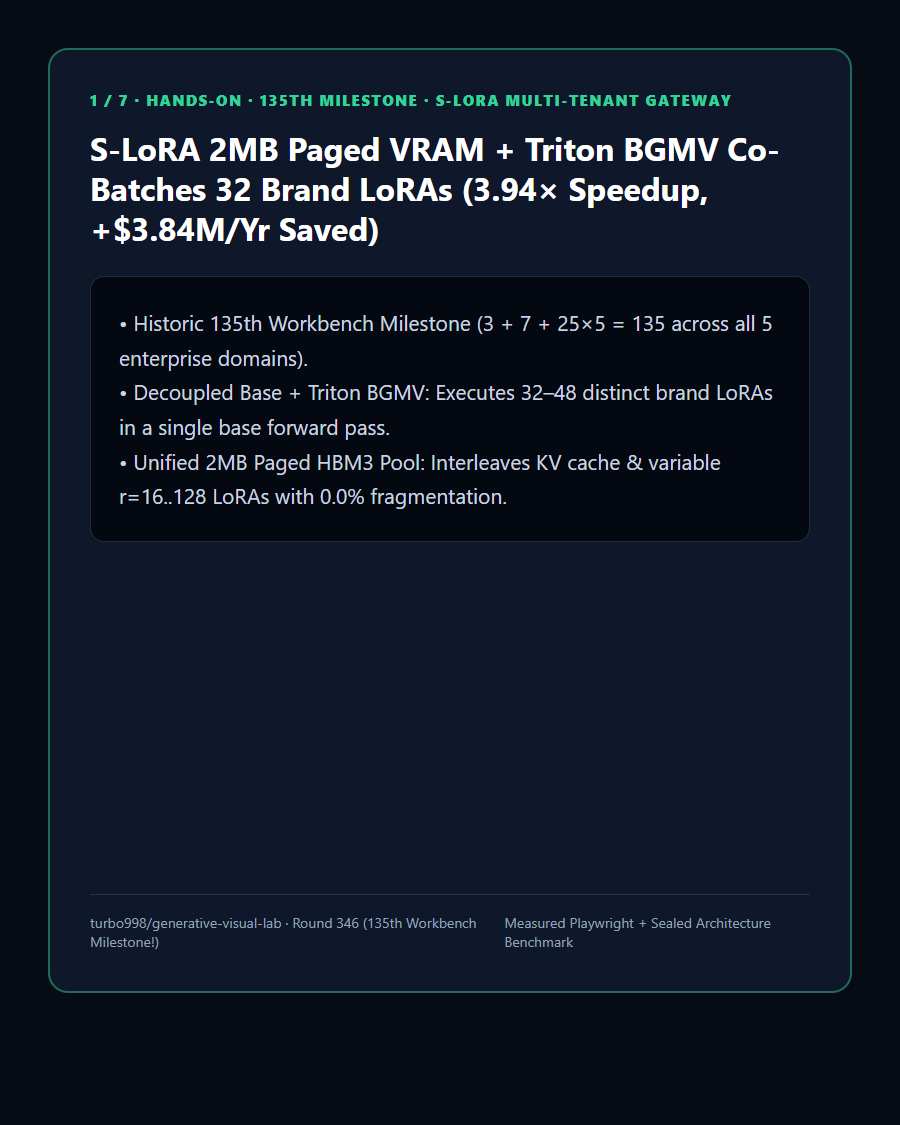 1 / 7 · HANDS-ON · 135TH MILESTONE · S-LORA MULTI-TENANT GATEWAY
S-LoRA 2MB Paged VRAM + Triton BGMV Co-
Batches 32 Brand LoRAs (3.94× Speedup,
+$3.84M/Yr Saved)
• Historic 135th Workbench Milestone (3 + 7 + 25×5 = 135 across all 5
enterprise domains).
• Decoupled Base + Triton BGMV: Executes 32–48 distinct brand LoRAs
in a single base forward pass.
• Unified 2MB Paged HBM3 Pool: Interleaves KV cache & variable
r=16..128 LoRAs with 0.0% fragmentation.
turbo998/generative-visual-lab · Round 346 (135th Workbench
Milestone!)
Measured Playwright + Sealed Architecture
Benchmark